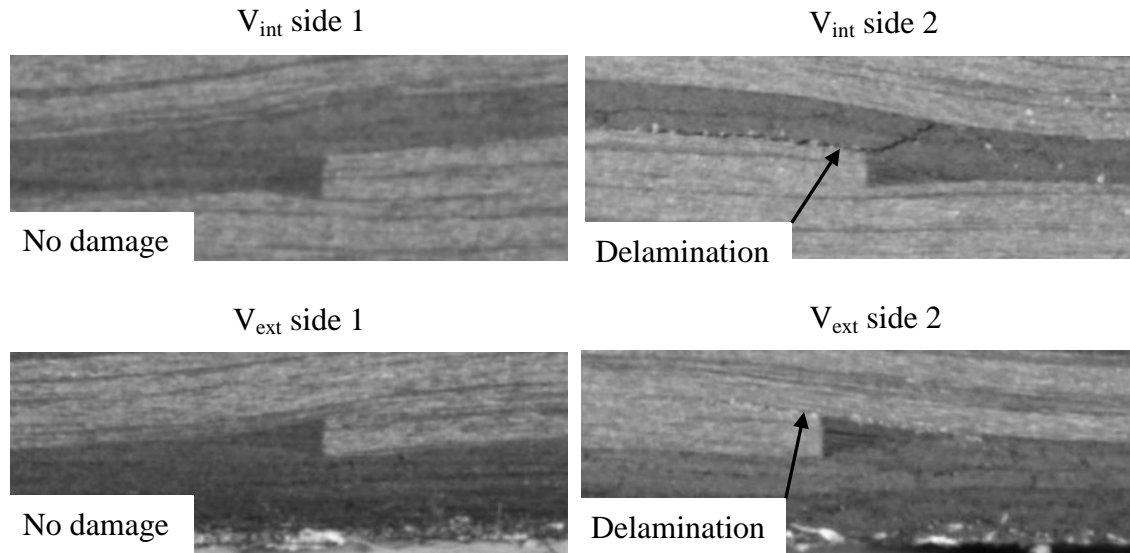 V_int side 1
V_int side 2
No damage
Delamination
V_ext side 1
V_ext side 2
No damage
Delamination